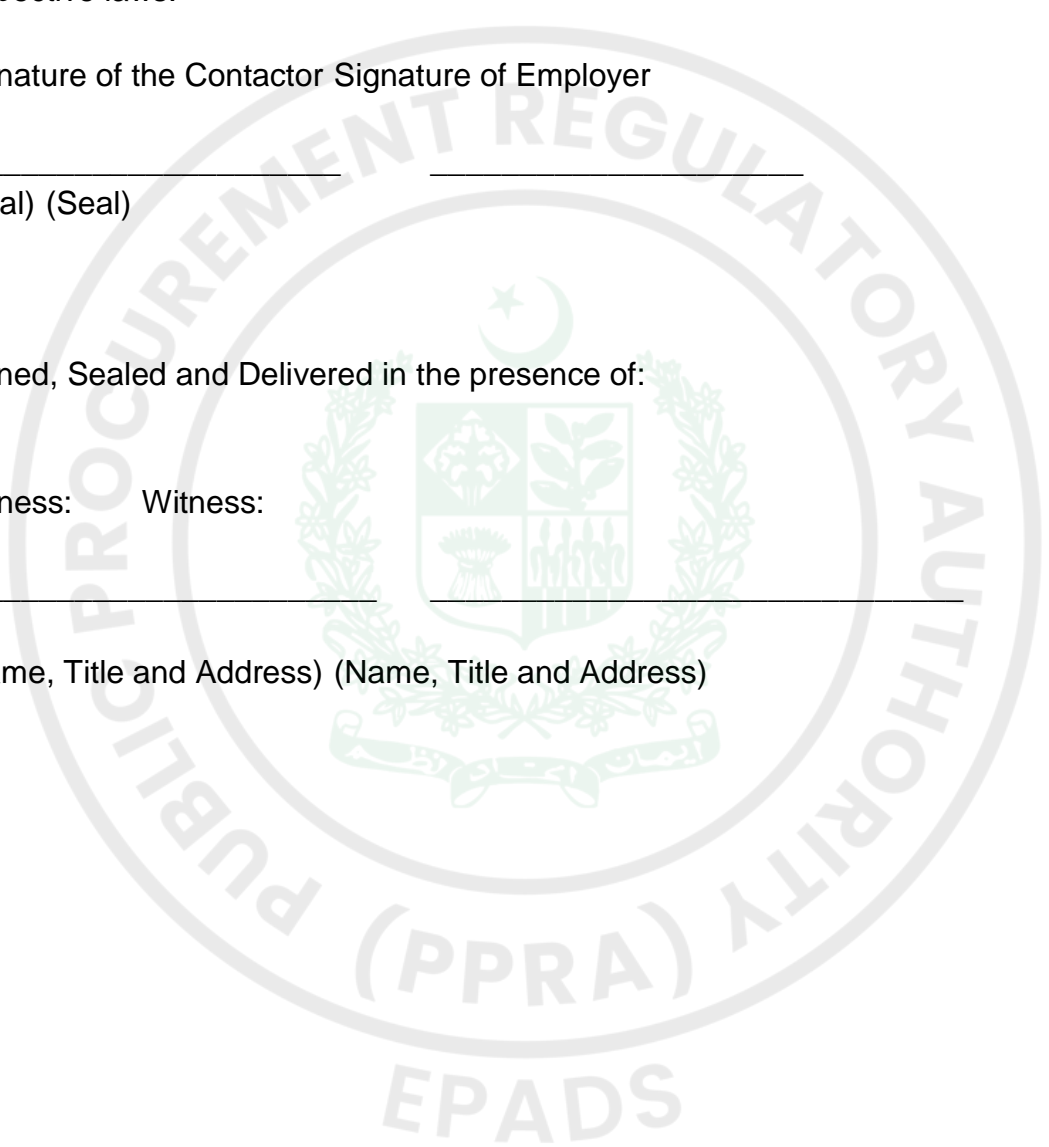 nature of the Contactor Signature of Employer
al) (Seal)
ned, Sealed and Delivered in the presence of:
ness: Witness:
me, Title and Address) (Name, Title and Address)
PUBLIC PROCUREMENT REGULATORY AUTHORITY
(PPRA)
EPADS